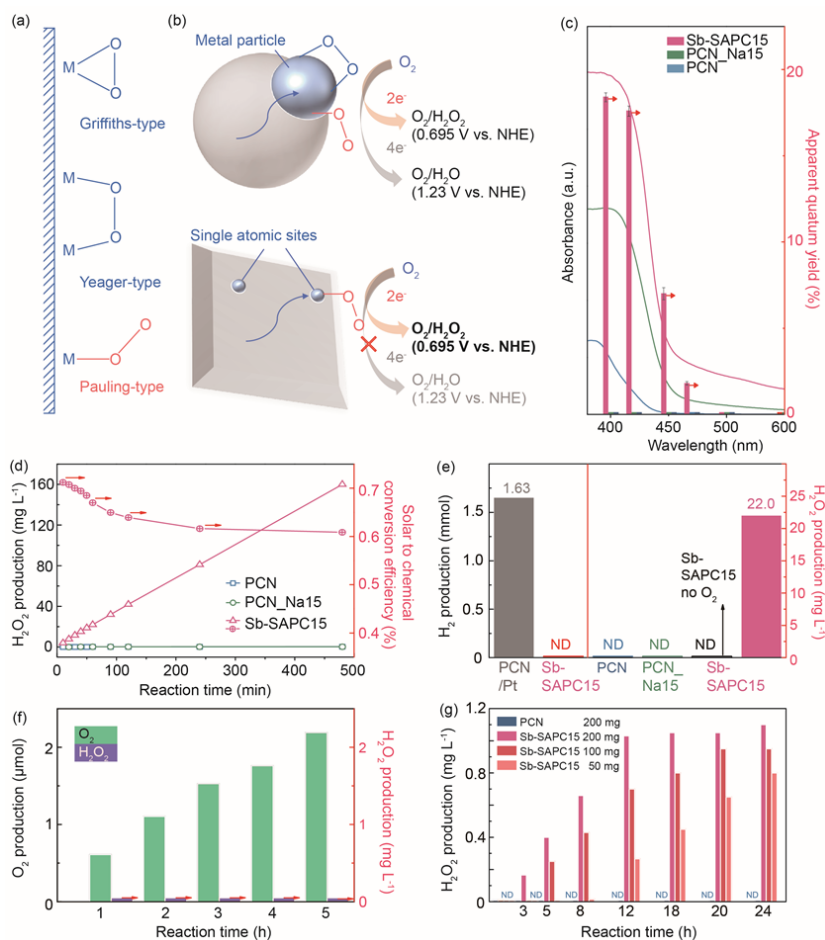 (a)
M
O
O
Griffiths-type
M
O
M
O
Yeager-type
M
O
O
Pauling-type
(b)
Metal particle
O
O
O
O
O₂
2e⁻
O₂/H₂O₂
(0.695 V vs. NHE)
4e⁻
O₂/H₂O
(1.23 V vs. NHE)
Single atomic sites
O
O
O₂
2e⁻
O₂/H₂O₂
(0.695 V vs. NHE)
4e⁻
O₂/H₂O
(1.23 V vs. NHE)
(c)
Sb-SAPC15
PCN_Na15
PCN
Absorbance (a.u.)
20
10
0
Apparent quatum yield (%)
400 450 500 550 600
Wavelength (nm)
(d)
H₂O₂ production (mg L⁻¹)
160
120
80
40
0
PCN
PCN_Na15
Sb-SAPC15
0.7
0.6
0.5
0.4
Solar to chemical
conversion efficiency (%)
0 100 200 300 400 500
Reaction time (min)
(e)
H₂ production (mmol)
1.5
1.0
0.5
0.0
1.63
ND
ND
ND
ND
Sb-
SAPC15
no O₂
22.0
25
20
15
10
5
0
H₂O₂ production (mg L⁻¹)
PCN
/Pt
Sb-
SAPC15
PCN
PCN_
Na15
Sb-
SAPC15
(f)
O₂
H₂O₂
O₂ production (μmol)
2
1
0
2
1
0
H₂O₂ production (mg L⁻¹)
1 2 3 4 5
Reaction time (h)
(g)
PCN 200 mg
Sb-SAPC15 200 mg
Sb-SAPC15 100 mg
Sb-SAPC15 50 mg
H₂O₂ production (mg L⁻¹)
1.2
0.8
0.4
0
ND ND ND ND ND ND ND
3 5 8 12 18 20 24
Reaction time (h)